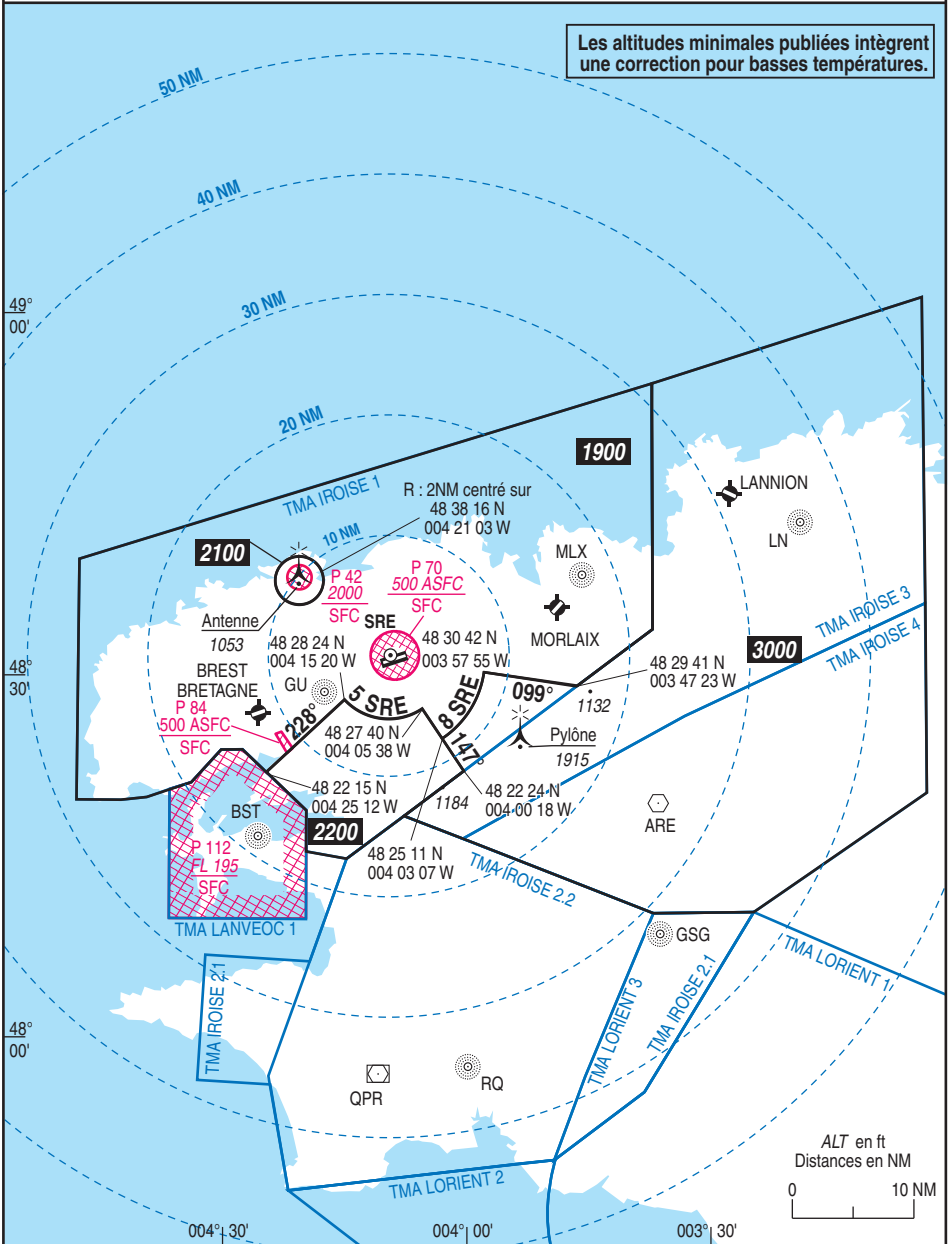 Les altitudes minimales publiées intègrent
une correction pour basses températures.
50 NM
40 NM
30 NM
49°
00'
20 NM
1900
TMA IROISE 1
R : 2NM centré sur
48 38 16 N
004 21 03 W
LANNION
LN
10 NM
2100
MLX
P 42
2000
SFC
P 70
500 ASFC
SFC
Antenne
1053
SRE
MORLAIX
TMA IROISE 3
TMA IROISE 4
3000
48 28 24 N
004 15 20 W
48 30 42 N
003 57 55 W
48°
30'
BREST
BRETAGNE
GU
48 29 41 N
003 47 23 W
099°
1132
5 SRE
8 SRE
P 84
500 ASFC
SFC
228°
48 27 40 N
004 05 38 W
147°
Pylône
1915
48 22 15 N
004 25 12 W
1184
48 22 24 N
004 00 18 W
ARE
BST
2200
P 112
FL 195
SFC
48 25 11 N
004 03 07 W
TMA IROISE 2.2
TMA LANVEOC 1
GSG
TMA LORIENT 1
TMA IROISE 2.1
TMA LORIENT 3
TMA IROISE 2.1
48°
00'
QPR
RQ
ALT en ft
Distances en NM
TMA LORIENT 2
0 10 NM
004° 30'
004° 00'
003° 30'